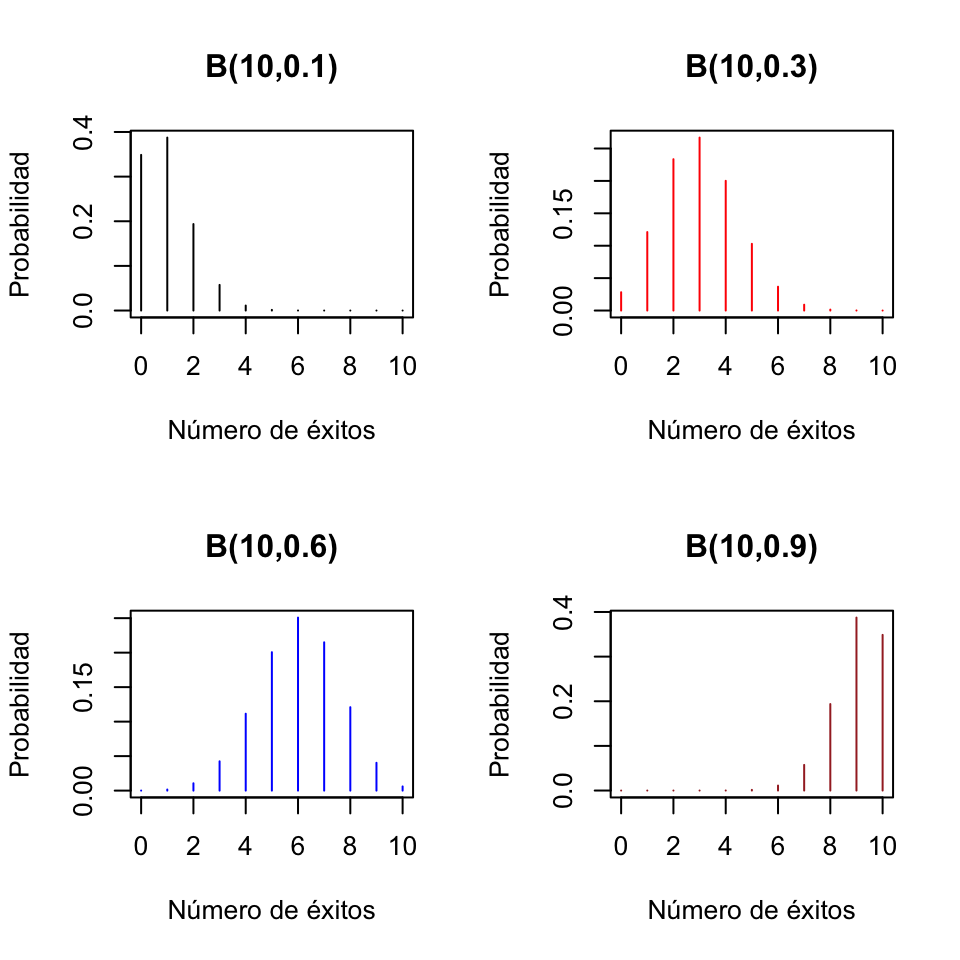 B(10,0.1)
Probabilidad
0.4
0.2
0.0
0 2 4 6 8 10
Número de éxitos
B(10,0.3)
Probabilidad
0.15
0.00
0 2 4 6 8 10
Número de éxitos
B(10,0.6)
Probabilidad
0.15
0.00
0 2 4 6 8 10
Número de éxitos
B(10,0.9)
Probabilidad
0.4
0.2
0.0
0 2 4 6 8 10
Número de éxitos